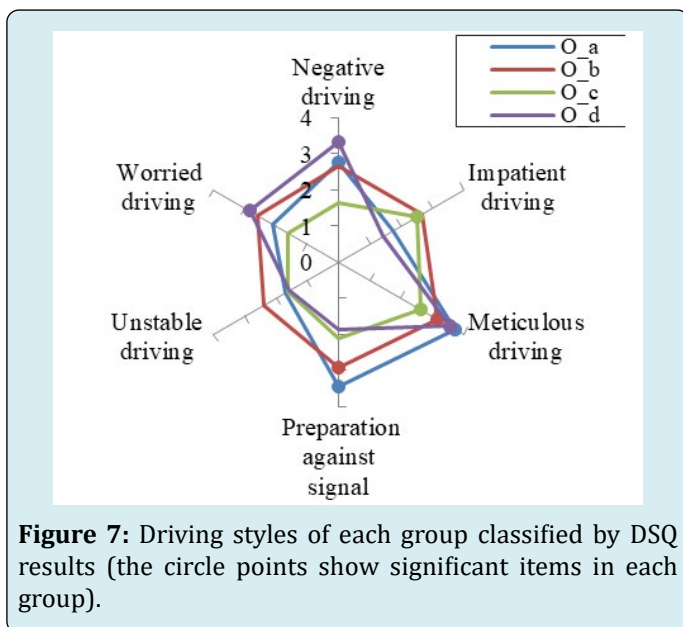 O_a
O_b
O_c
O_d
Negative
driving
4
3
2
1
0
Worried
driving
Impatient
driving
Unstable
driving
Meticulous
driving
Preparation
against
signal
Figure 7: Driving styles of each group classified by DSQ
results (the circle points show significant items in each
group).